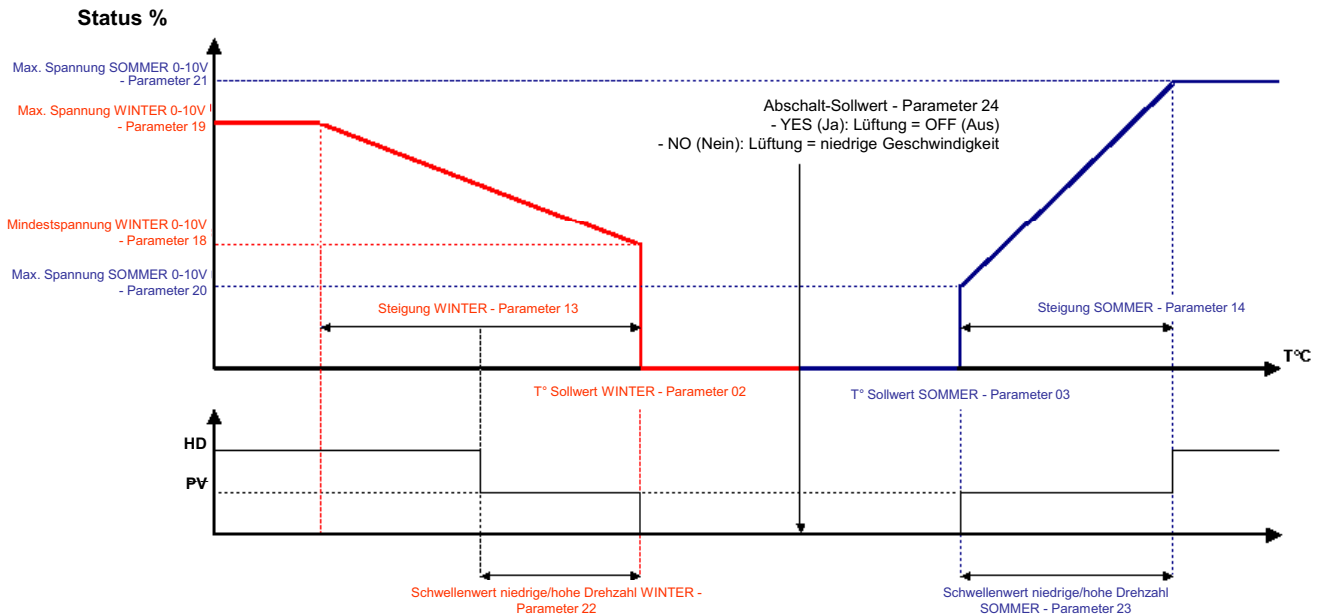 Status %
Max. Spannung SOMMER 0-10V
- Parameter 21
Max. Spannung WINTER 0-10V
- Parameter 19
Abschalt-Sollwert - Parameter 24
- YES (Ja): Lüftung = OFF (Aus)
- NO (Nein): Lüftung = niedrige Geschwindigkeit
Mindestspannung WINTER 0-10V
- Parameter 18
Max. Spannung SOMMER 0-10V
- Parameter 20
Steigung WINTER - Parameter 13
Steigung SOMMER - Parameter 14
T°C
T° Sollwert WINTER - Parameter 02
T° Sollwert SOMMER - Parameter 03
HD
PV
Schwellenwert niedrige/hohe Drehzahl WINTER -
Parameter 22
Schwellenwert niedrige/hohe Drehzahl
SOMMER - Parameter 23